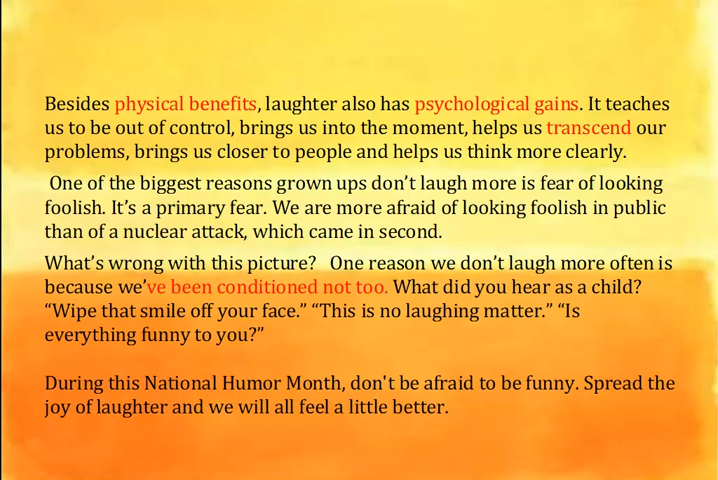 Besides physical benefits, laughter also has psychological gains. It teaches
us to be out of control, brings us into the moment, helps us transcend our
problems, brings us closer to people and helps us think more clearly.
One of the biggest reasons grown ups don’t laugh more is fear of looking
foolish. It’s a primary fear. We are more afraid of looking foolish in public
than of a nuclear attack, which came in second.
What’s wrong with this picture?   One reason we don’t laugh more often is
because we’ve been conditioned not too. What did you hear as a child?
“Wipe that smile off your face.” “This is no laughing matter.” “Is
everything funny to you?”
During this National Humor Month, don't be afraid to be funny. Spread the
joy of laughter and we will all feel a little better.